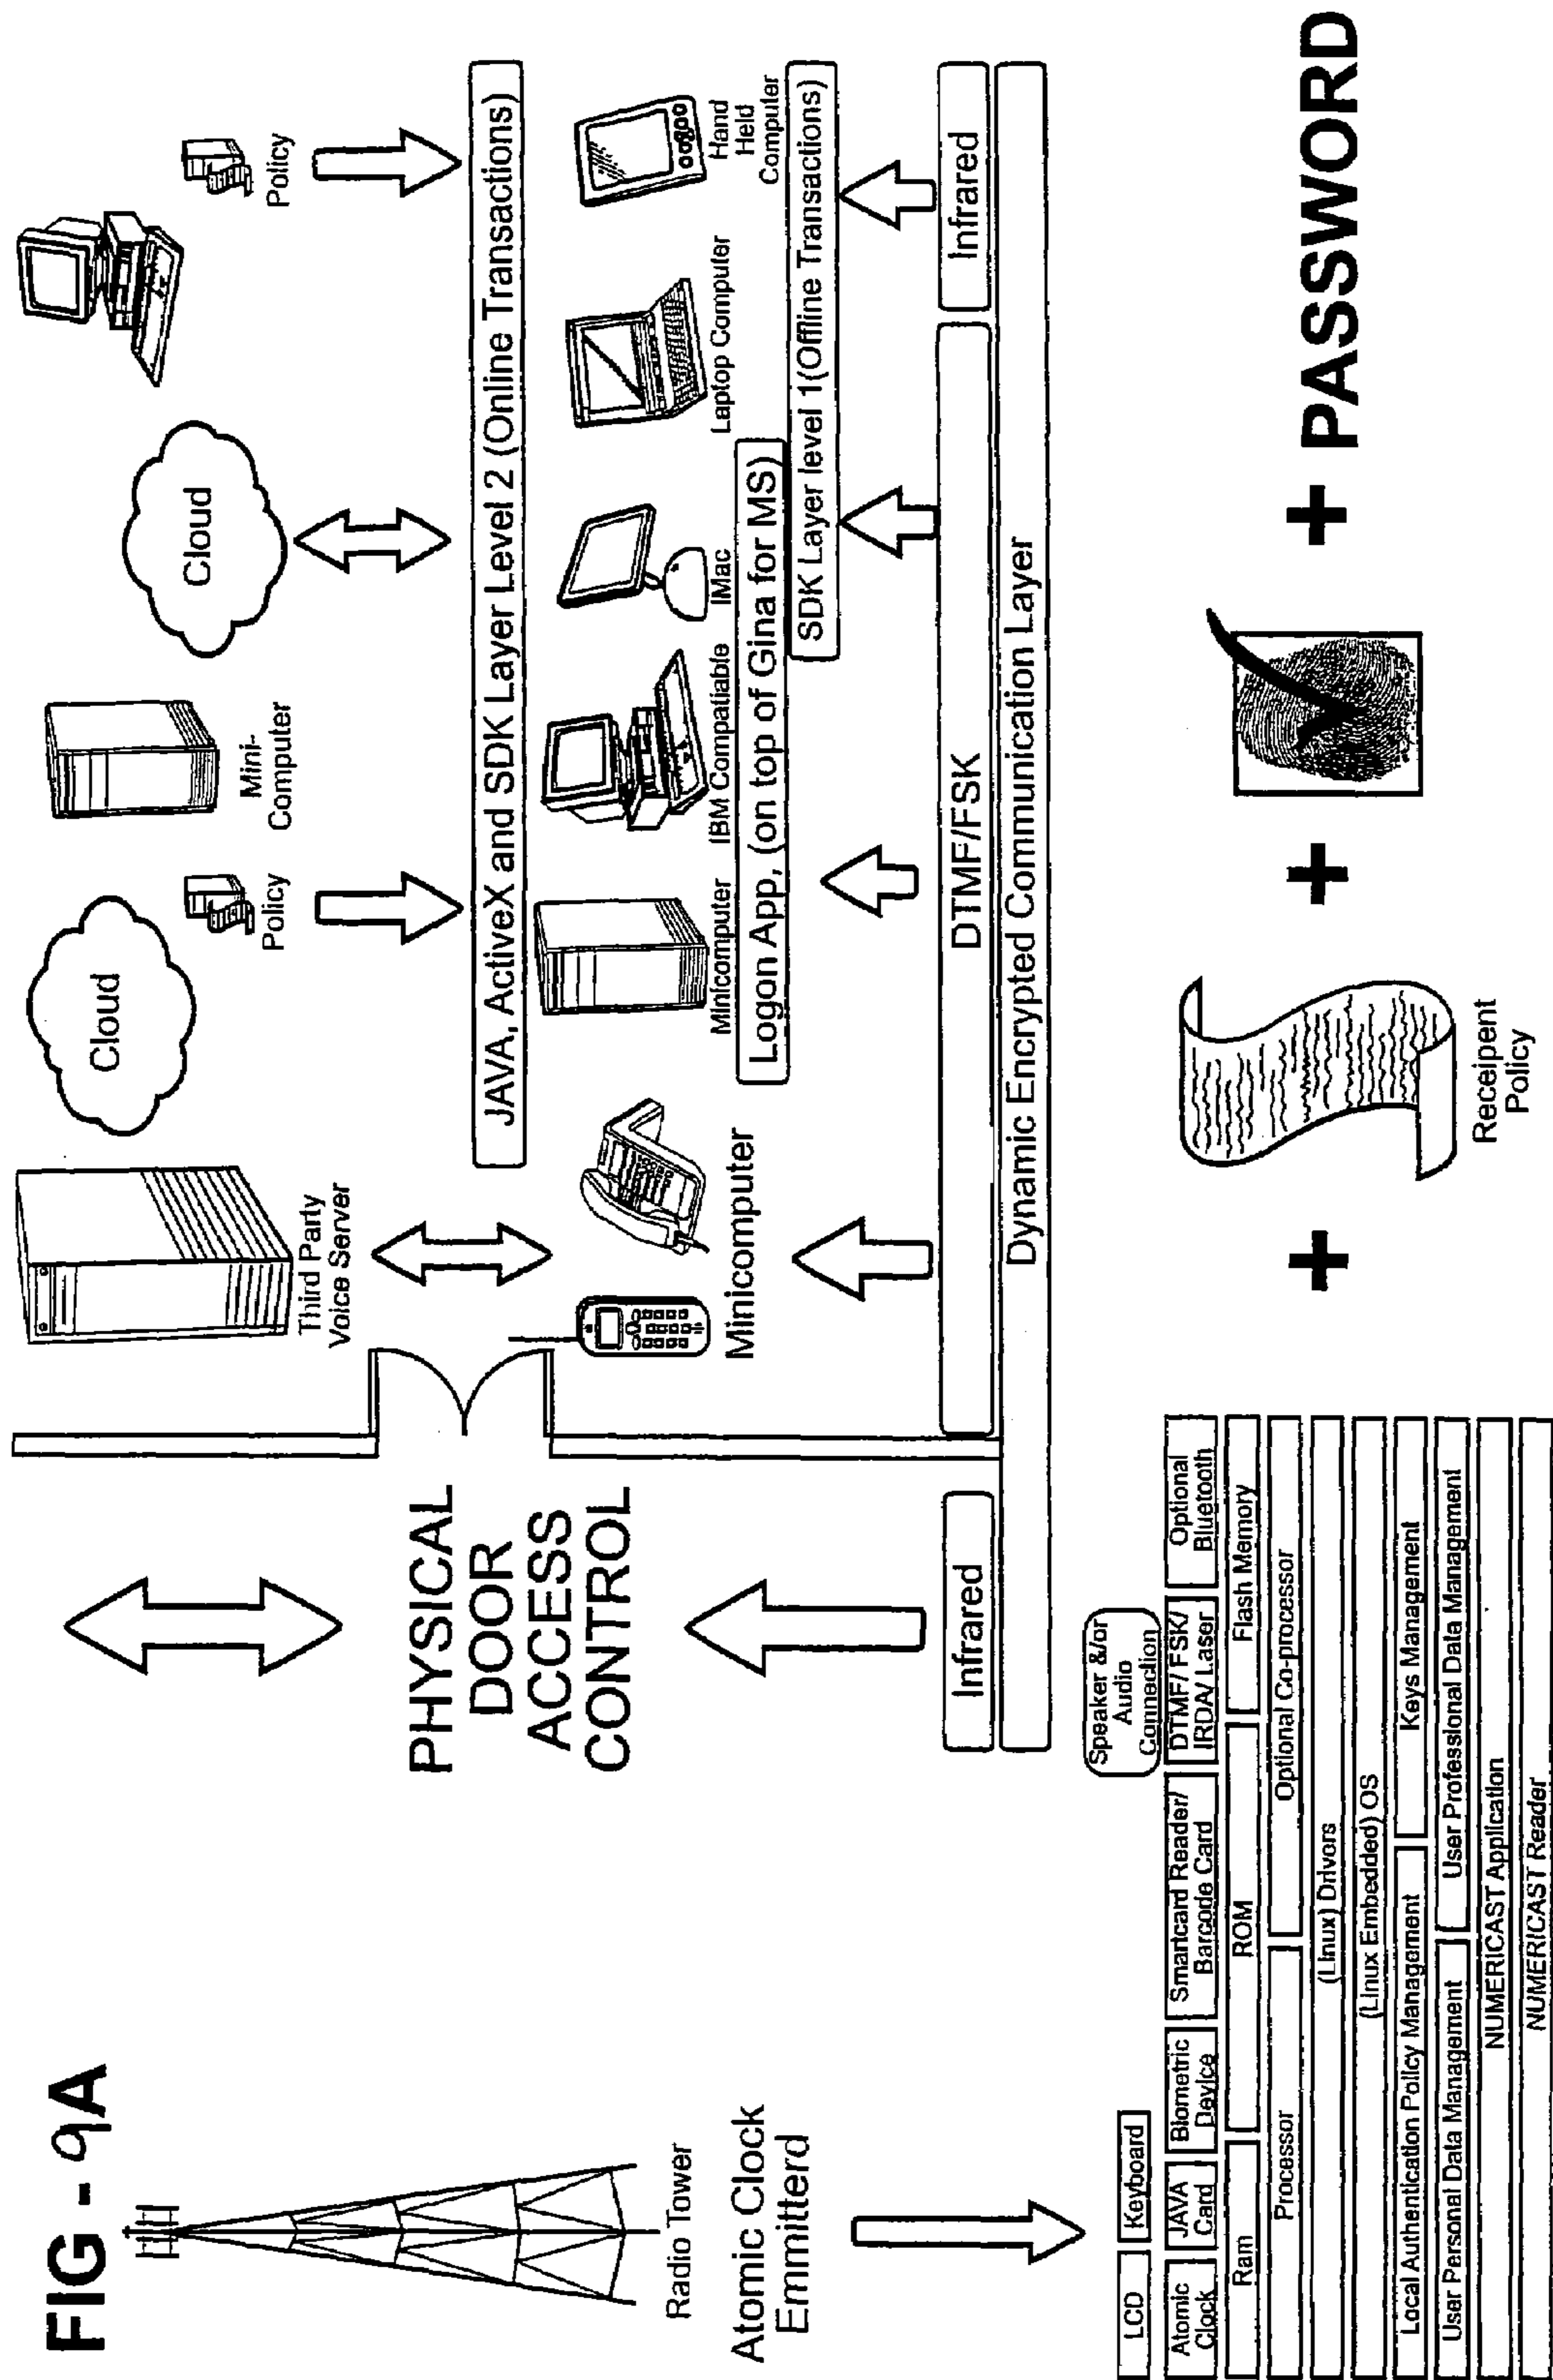 FIG - 9A
Radio Tower
Atomic Clock
Emmitterd
PHYSICAL
DOOR
ACCESS
CONTROL
Third Party
Voice Server
Cloud
Policy
Mini-
Computer
Cloud
Policy
JAVA, ActiveX and SDK Layer Level 2 (Online Transactions)
Minicomputer
Minicomputer
IBM Compatiable
IMac
Laptop Computer
Hand
Held
Computer
Logon App, (on top of Gina for MS)
SDK Layer level 1(Offline Transactions)
Infrared
DTMF/FSK
Infrared
Dynamic Encrypted Communication Layer
LCD
Keyboard
Speaker &/or
Audio
Connection
Atomic
Clock
JAVA
Card
Biometric
Device
Smartcard Reader/
Barcode Card
DTMF/ FSK/
IRDA/ Laser
Optional
Bluetooth
Ram
ROM
Flash Memory
Processor
Optional Co-processor
(Linux) Drivors
(Linux Embedded) OS
Local Authentication Policy Management
Keys Management
User Personal Data Management
User Professional Data Management
NUMERICAST Application
NUMERICAST Reader
+
Receipent
Policy
+
+ PASSWORD